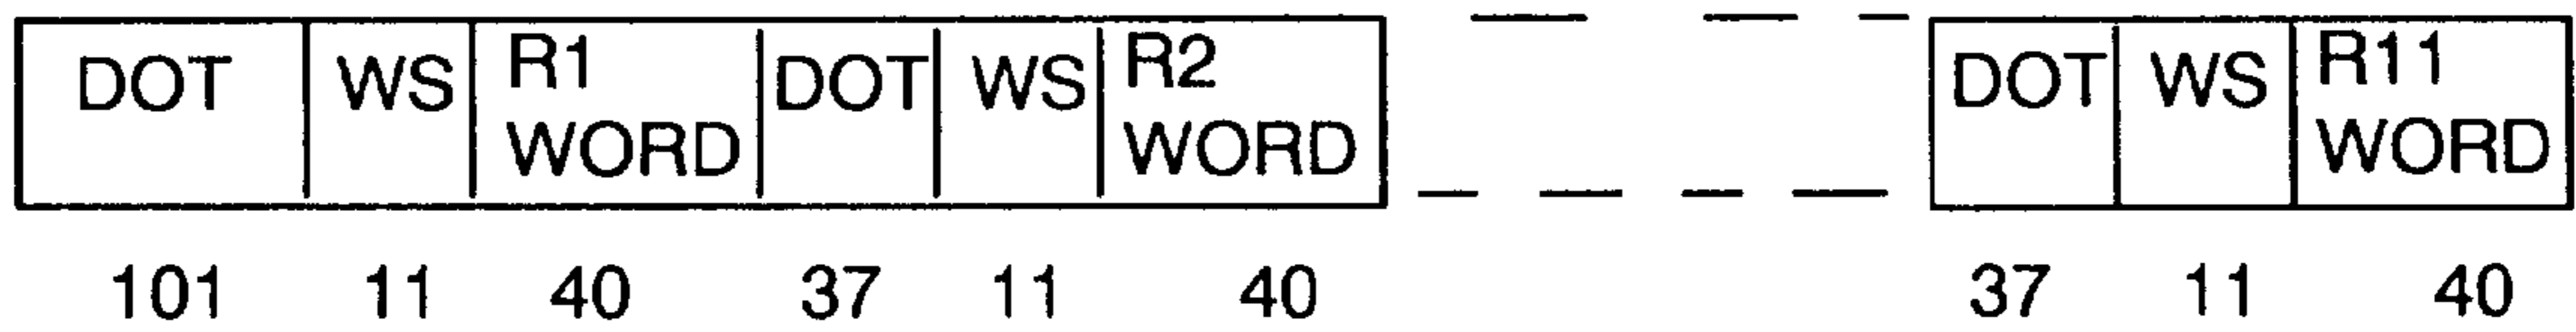 DOT WS R1 WORD DOT WS R2 WORD DOT WS R11 WORD
101 11 40 37 11 40 37 11 40